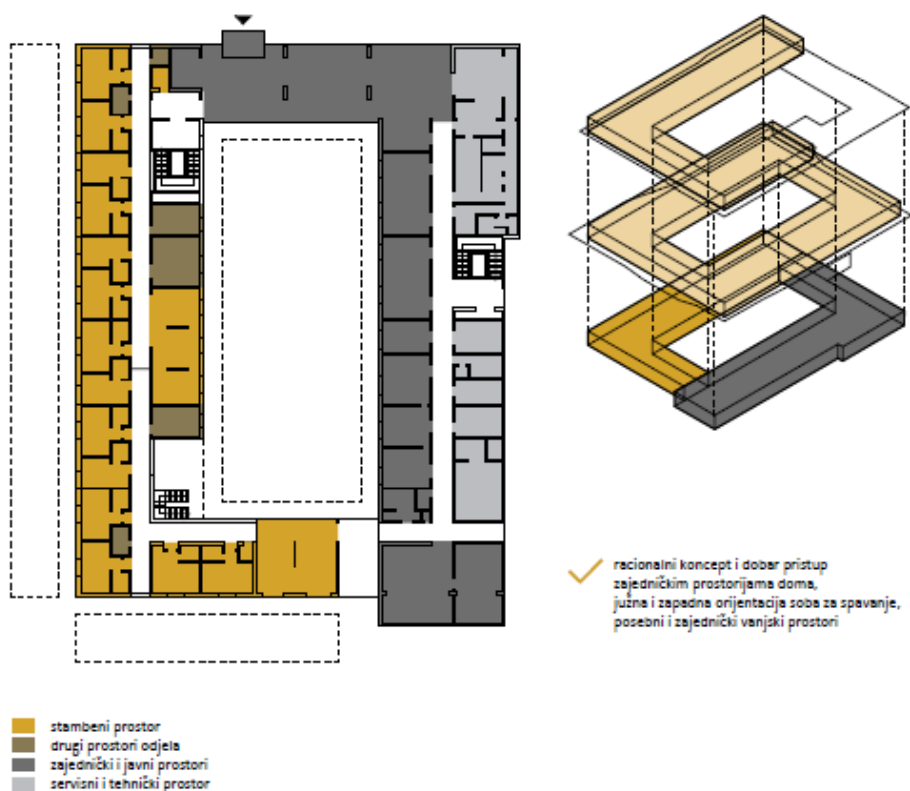 racionalni koncept i dobar pristup
zajedničkim prostorijama doma,
južna i zapadna orijentacija soba za spavanje,
posebni i zajednički vanjski prostori
stambeni prostor
drugi prostori odjela
zajednički i javni prostori
servisni i tehnički prostor